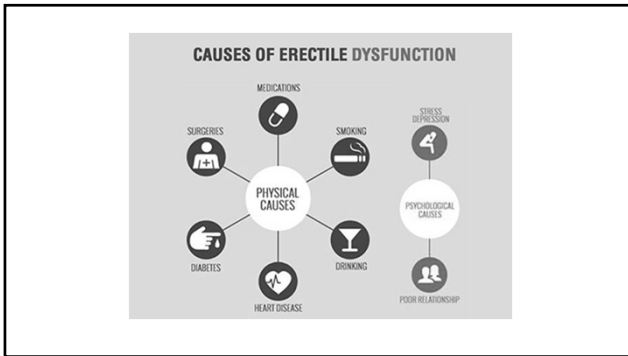 CAUSES OF ERECTILE DYSFUNCTION
MEDICATIONS
SURGERIES
SMOKING
PHYSICAL
CAUSES
DIABETES
DRINKING
HEART DISEASE
STRESS
DEPRESSION
PSYCHOLOGICAL
CAUSES
POOR RELATIONSHIP